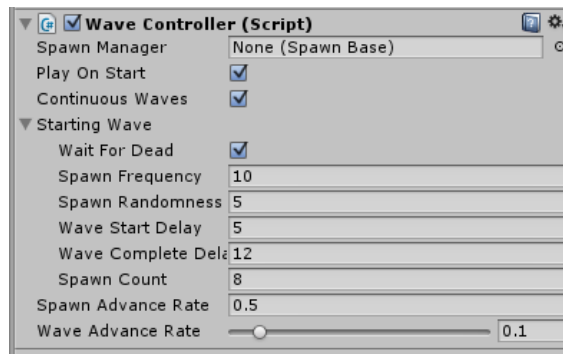 Wave Controller (Script)
Spawn Manager None (Spawn Base)
Play On Start
Continuous Waves
Starting Wave
Wait For Dead
Spawn Frequency 10
Spawn Randomness 5
Wave Start Delay 5
Wave Complete Dela 12
Spawn Count 8
Spawn Advance Rate 0.5
Wave Advance Rate 0.1